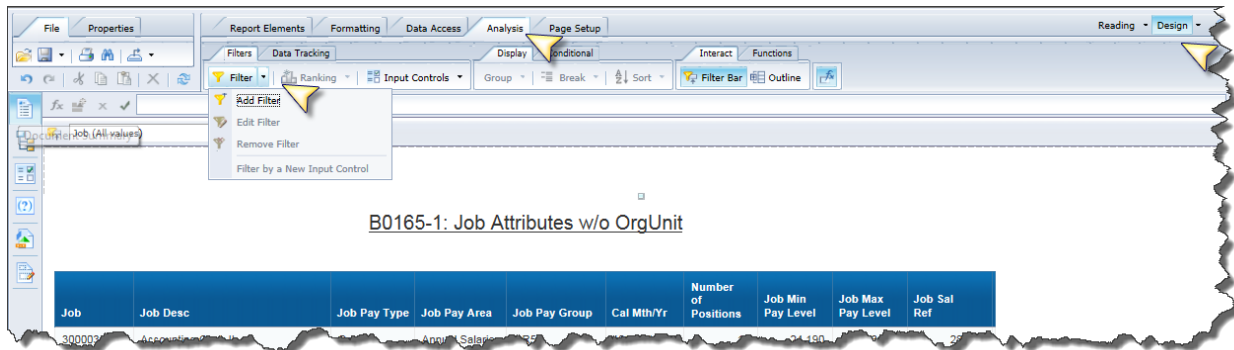 File Properties Report Elements Formatting Data Access Analysis Page Setup Reading Design
Filters Data Tracking Display Conditional Interact Functions
Filter Ranking Input Controls Group Break Sort Filter Bar Outline
Add Filter
Job (All values)
Edit Filter
Remove Filter
Filter by a New Input Control
B0165-1: Job Attributes w/o OrgUnit
Number
of
Positions
Job Min
Pay Level
Job Max
Pay Level
Job Sal
Ref
Job Job Desc Job Pay Type Job Pay Area Job Pay Group Cal Mth/Yr